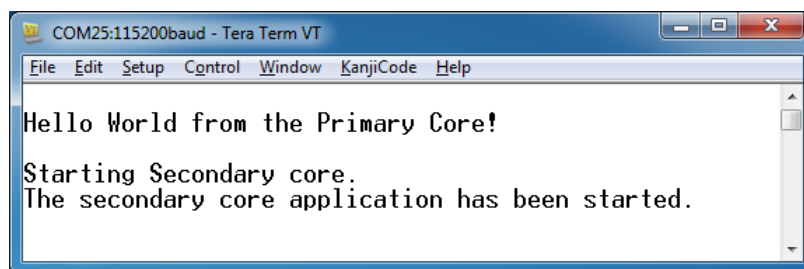 COM25:115200baud - Tera Term VT
File Edit Setup Control Window KanjiCode Help
Hello World from the Primary Core!
Starting Secondary core.
The secondary core application has been started.